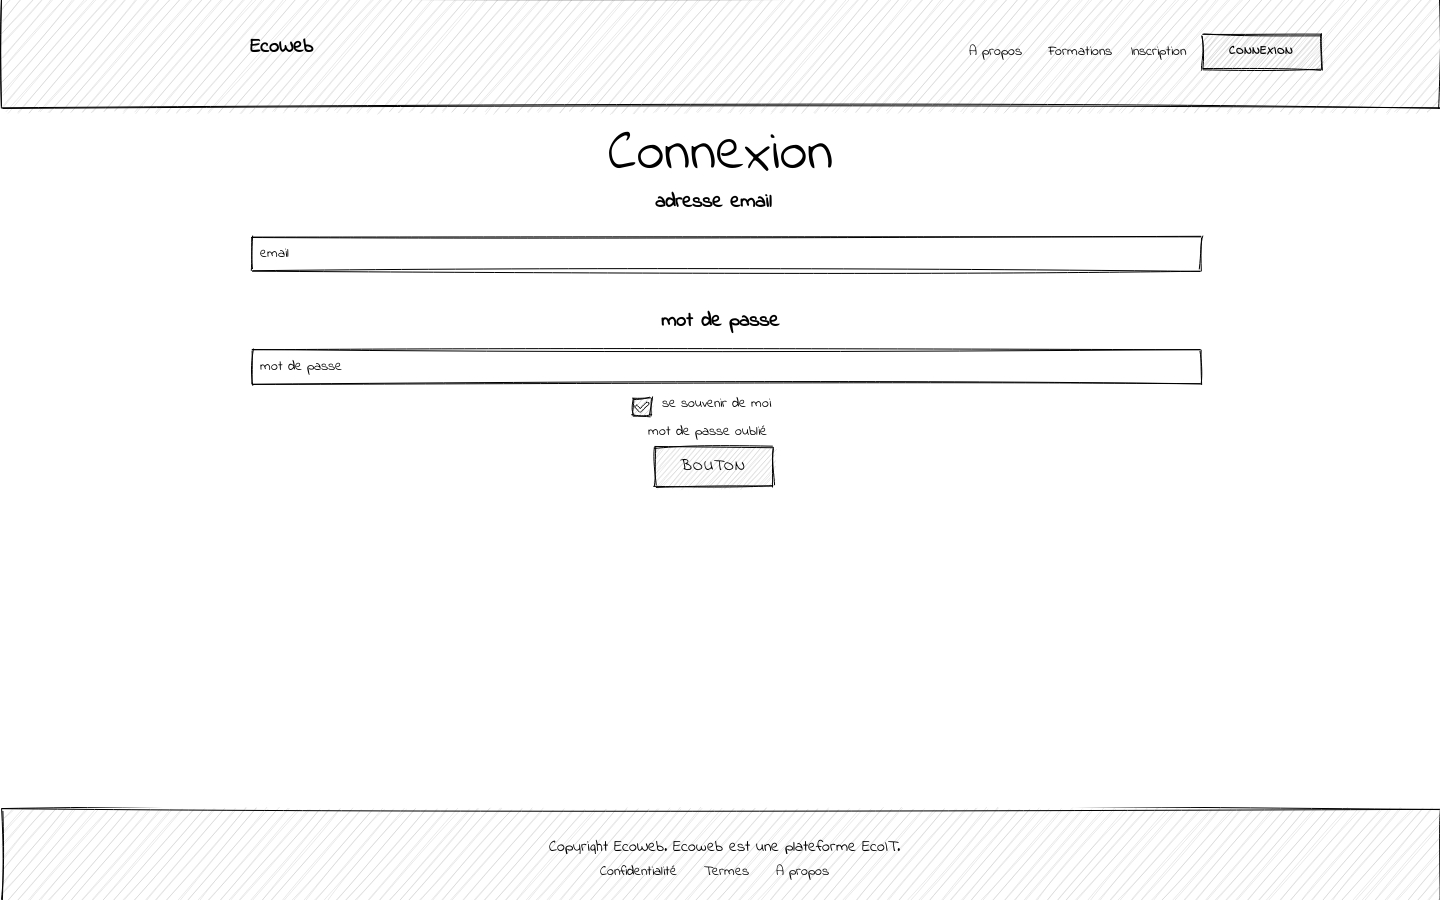 Ecoweb
À propos Formations Inscription CONNEXION
Connexion
adresse email
email
mot de passe
mot de passe
se souvenir de moi
mot de passe oublié
BOUTON
Copyright Ecoweb. Ecoweb est une plateforme EcoIT.
Confidentialité Termes À propos